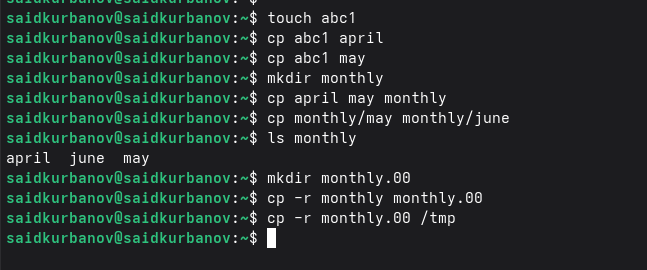 saidkurbanov@saidkurbanov:~$ touch abc1
saidkurbanov@saidkurbanov:~$ cp abc1 april
saidkurbanov@saidkurbanov:~$ cp abc1 may
saidkurbanov@saidkurbanov:~$ mkdir monthly
saidkurbanov@saidkurbanov:~$ cp april may monthly
saidkurbanov@saidkurbanov:~$ cp monthly/may monthly/june
saidkurbanov@saidkurbanov:~$ ls monthly
april  june  may
saidkurbanov@saidkurbanov:~$ mkdir monthly.00
saidkurbanov@saidkurbanov:~$ cp -r monthly monthly.00
saidkurbanov@saidkurbanov:~$ cp -r monthly.00 /tmp
saidkurbanov@saidkurbanov:~$